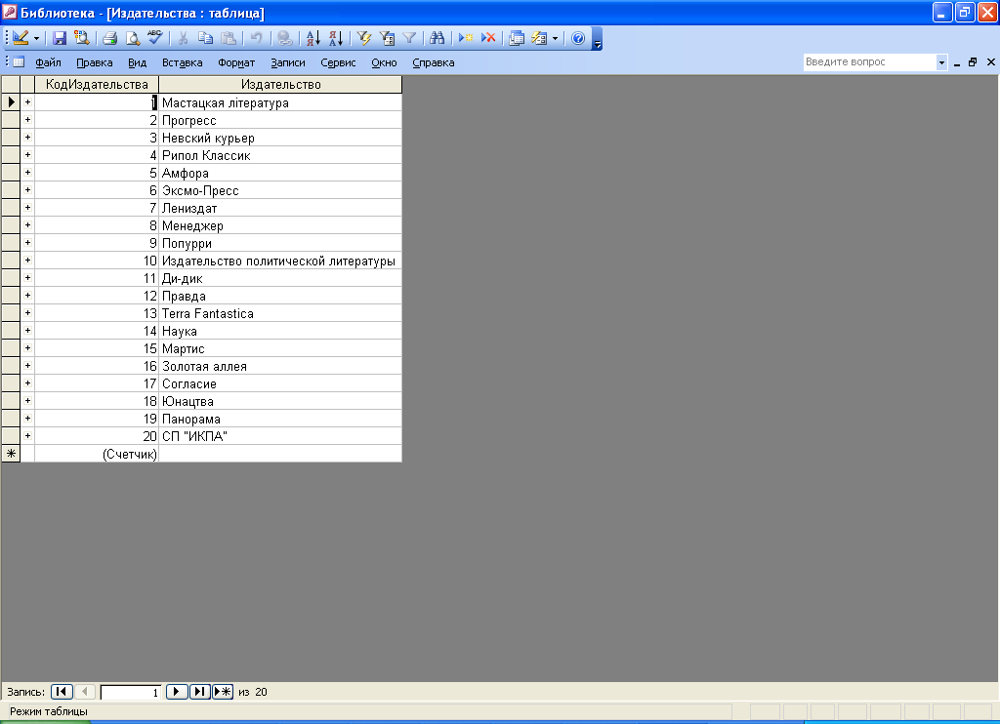 Библиотека - [Издательства : таблица]
Файл Правка Вид Вставка Формат Записи Сервис Окно Справка Введите вопрос
КодИздательства Издательство
1 Мастацкая література
2 Прогресс
3 Невский курьер
4 Рипол Классик
5 Амфора
6 Эксмо-Пресс
7 Лениздат
8 Менеджер
9 Попурри
10 Издательство политической литературы
11 Ди-дик
12 Правда
13 Terra Fantastica
14 Наука
15 Мартис
16 Золотая аллея
17 Согласие
18 Юнацтва
19 Панорама
20 СП "ИКПА"
(Счетчик)
Запись: 1 из 20
Режим таблицы